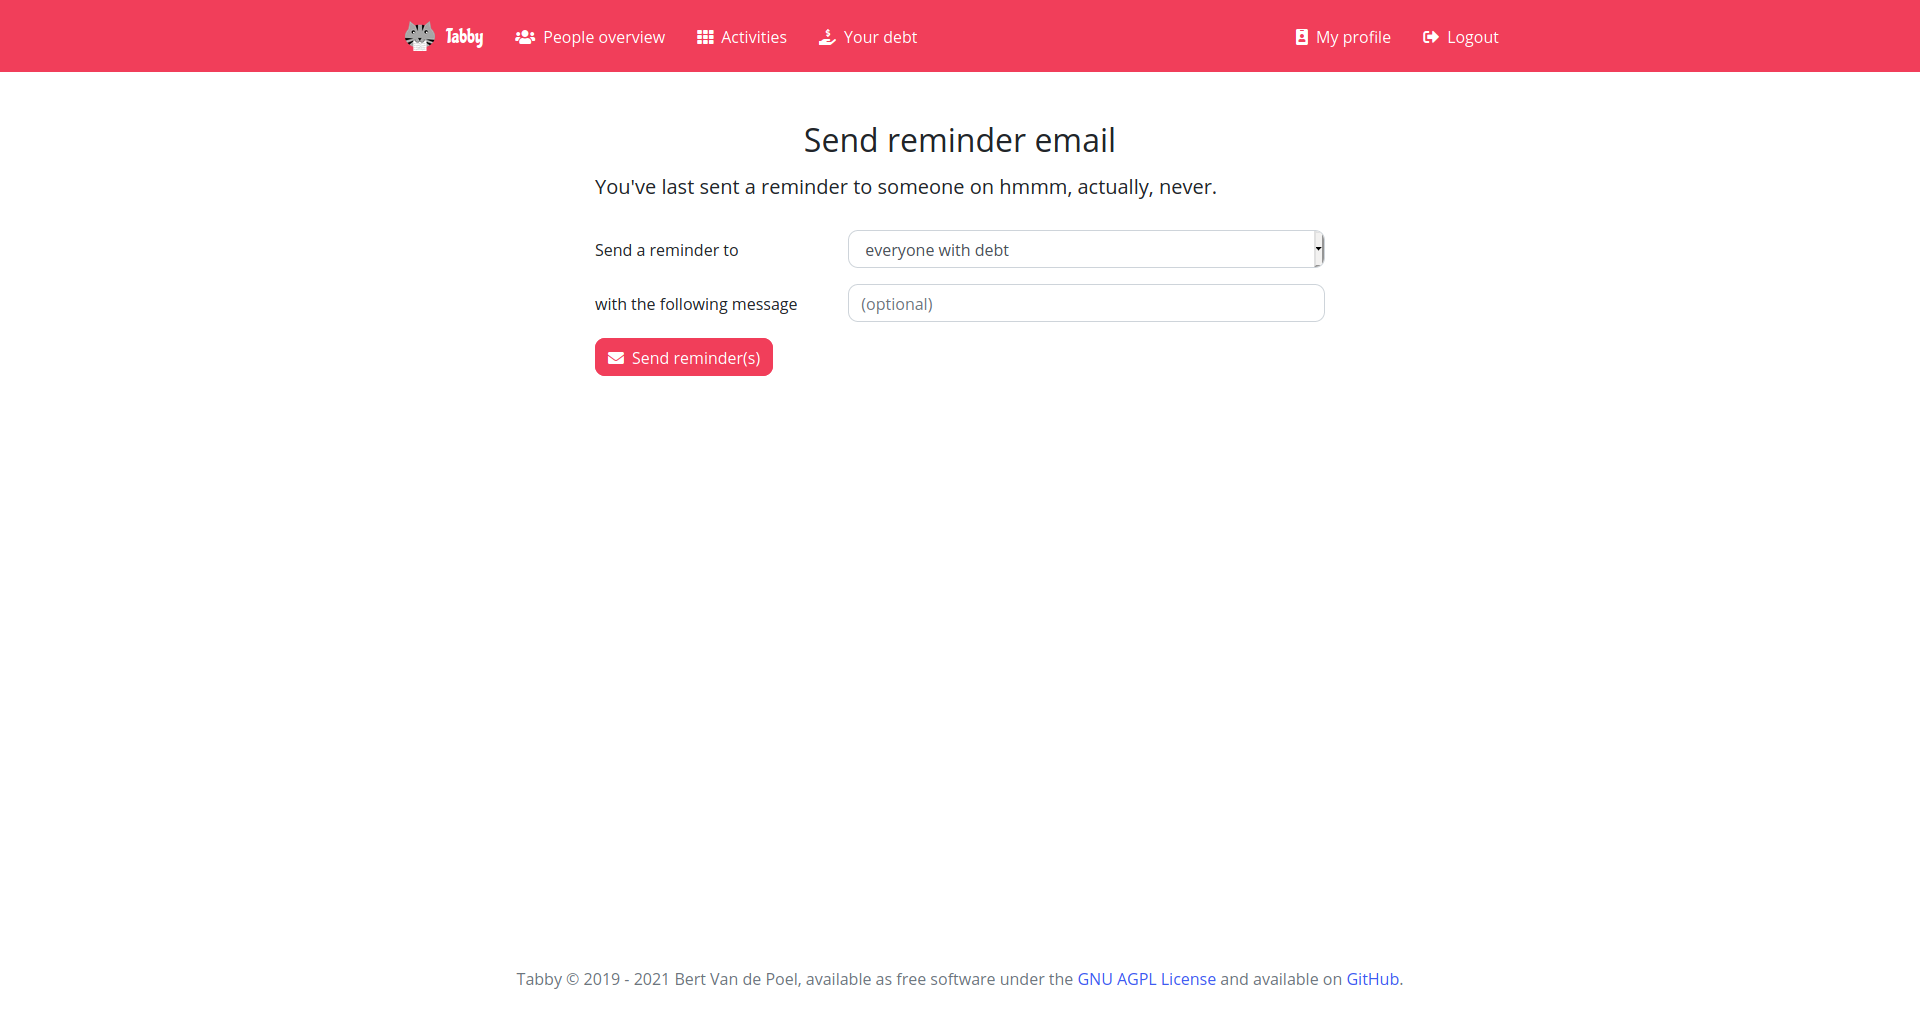 Tabby
People overview
Activities
Your debt
My profile
Logout
Send reminder email
You've last sent a reminder to someone on hmmm, actually, never.
Send a reminder to
everyone with debt
with the following message
(optional)
Send reminder(s)
Tabby © 2019 - 2021 Bert Van de Poel, available as free software under the GNU AGPL License and available on GitHub.